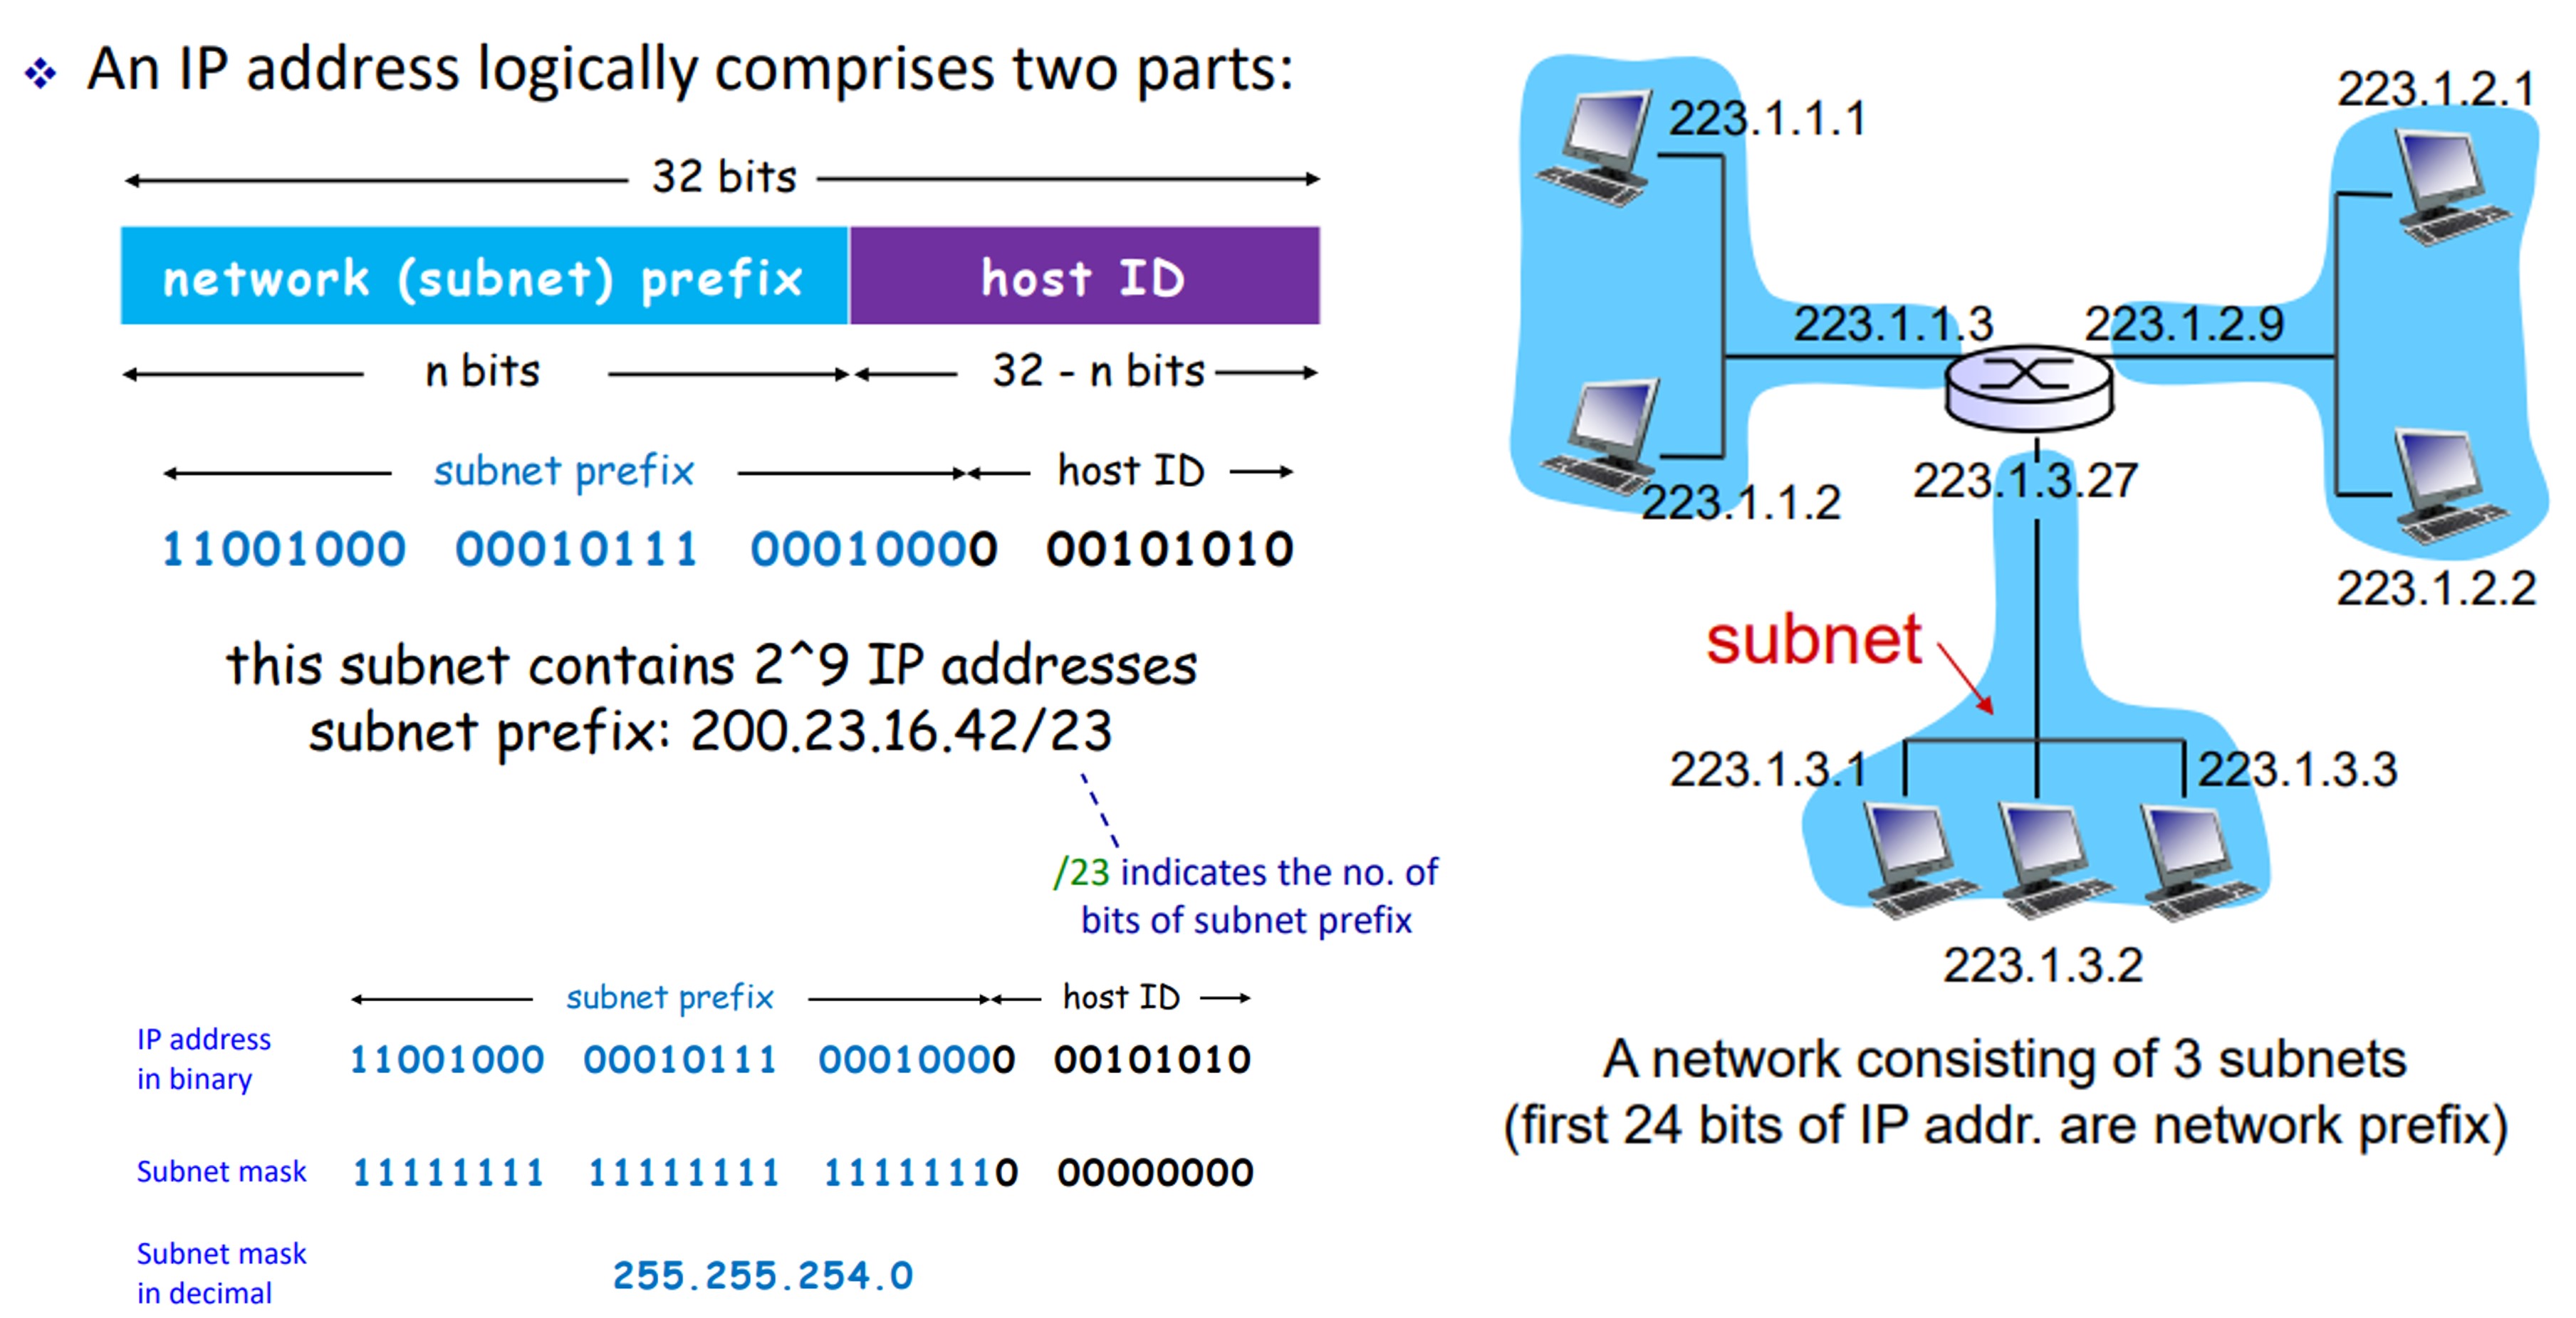 ❖ An IP address logically comprises two parts:
32 bits
network (subnet) prefix host ID
n bits 32 - n bits
subnet prefix host ID
11001000 00010111 00010000 00101010
this subnet contains 2^9 IP addresses
subnet prefix: 200.23.16.42/23
/23 indicates the no. of
bits of subnet prefix
subnet prefix host ID
IP address
in binary
11001000 00010111 00010000 00101010
Subnet mask 11111111 11111111 11111110 00000000
Subnet mask
in decimal
255.255.254.0
223.1.1.1
223.1.2.1
223.1.1.3
223.1.2.9
223.1.1.2
223.1.3.27
223.1.2.2
subnet
223.1.3.1
223.1.3.3
223.1.3.2
A network consisting of 3 subnets
(first 24 bits of IP addr. are network prefix)